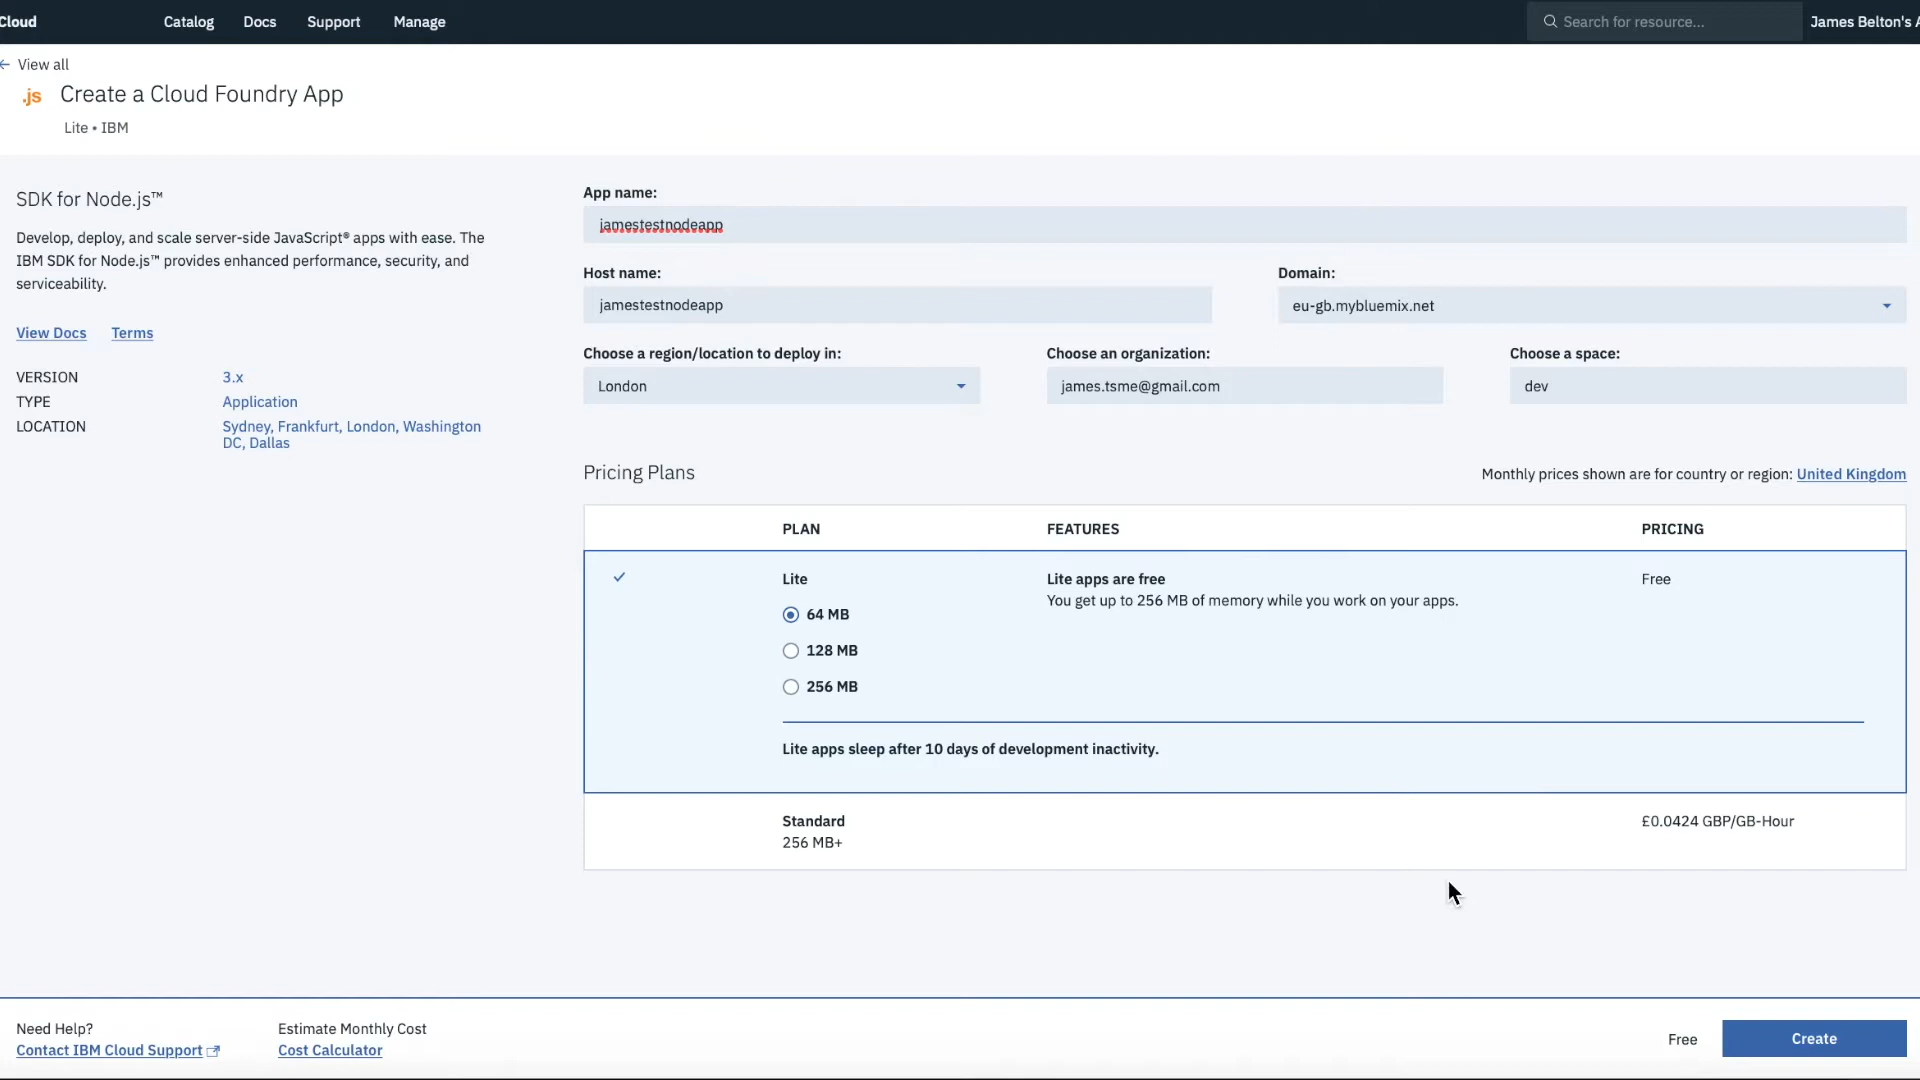 Cloud
Catalog
Docs
Support
Manage
Search for resource...
James Belton's A
View all
.js
Create a Cloud Foundry App
Lite • IBM
SDK for Node.js™
Develop, deploy, and scale server-side JavaScript® apps with ease. The
IBM SDK for Node.js™ provides enhanced performance, security, and
serviceability.
View Docs
Terms
VERSION
3.x
TYPE
Application
LOCATION
Sydney, Frankfurt, London, Washington
DC, Dallas
App name:
jamestestnodeapp
Host name:
jamestestnodeapp
Domain:
eu-gb.mybluemix.net
Choose a region/location to deploy in:
London
Choose an organization:
james.tsme@gmail.com
Choose a space:
dev
Pricing Plans
Monthly prices shown are for country or region: United Kingdom
PLAN
FEATURES
PRICING
Lite
Lite apps are free
Free
You get up to 256 MB of memory while you work on your apps.
64 MB
128 MB
256 MB
Lite apps sleep after 10 days of development inactivity.
Standard
£0.0424 GBP/GB-Hour
256 MB+
Need Help?
Contact IBM Cloud Support
Estimate Monthly Cost
Cost Calculator
Free
Create